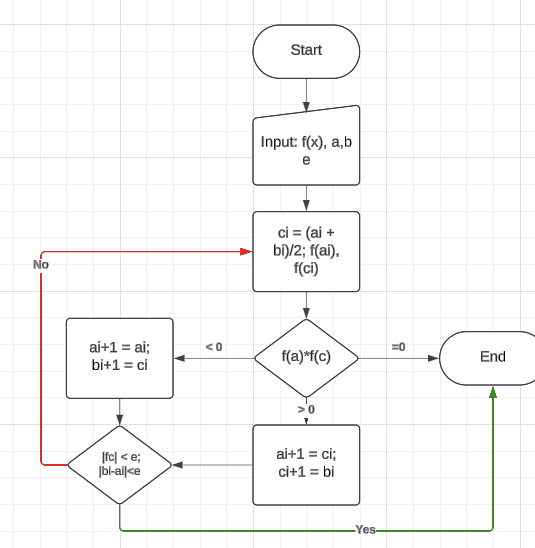 Start
Input: f(x), a,b
e
ci = (ai +
bi)/2; f(ai),
f(ci)
No
ai+1 = ai;
bi+1 = ci
< 0
f(a)*f(c)
=0
End
> 0
|fc| < e;
|bi-ai|<e
ai+1 = ci;
ci+1 = bi
Yes